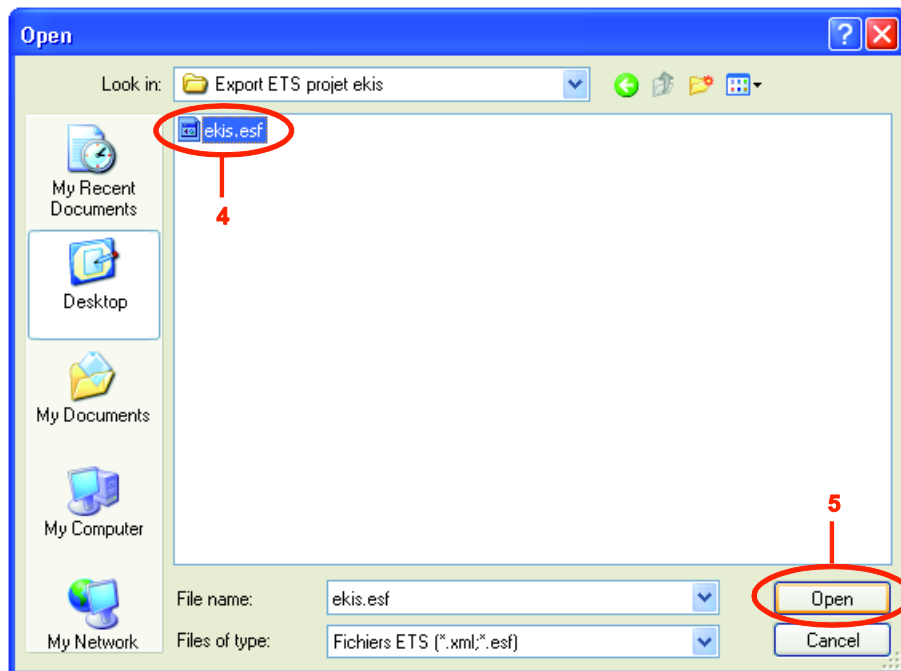 Open
Look in: Export ETS projet ekis
ekis.esf
4
My Recent
Documents
Desktop
My Documents
My Computer
My Network
5
File name: ekis.esf Open
Files of type: Fichiers ETS (*.xml;*.esf) Cancel